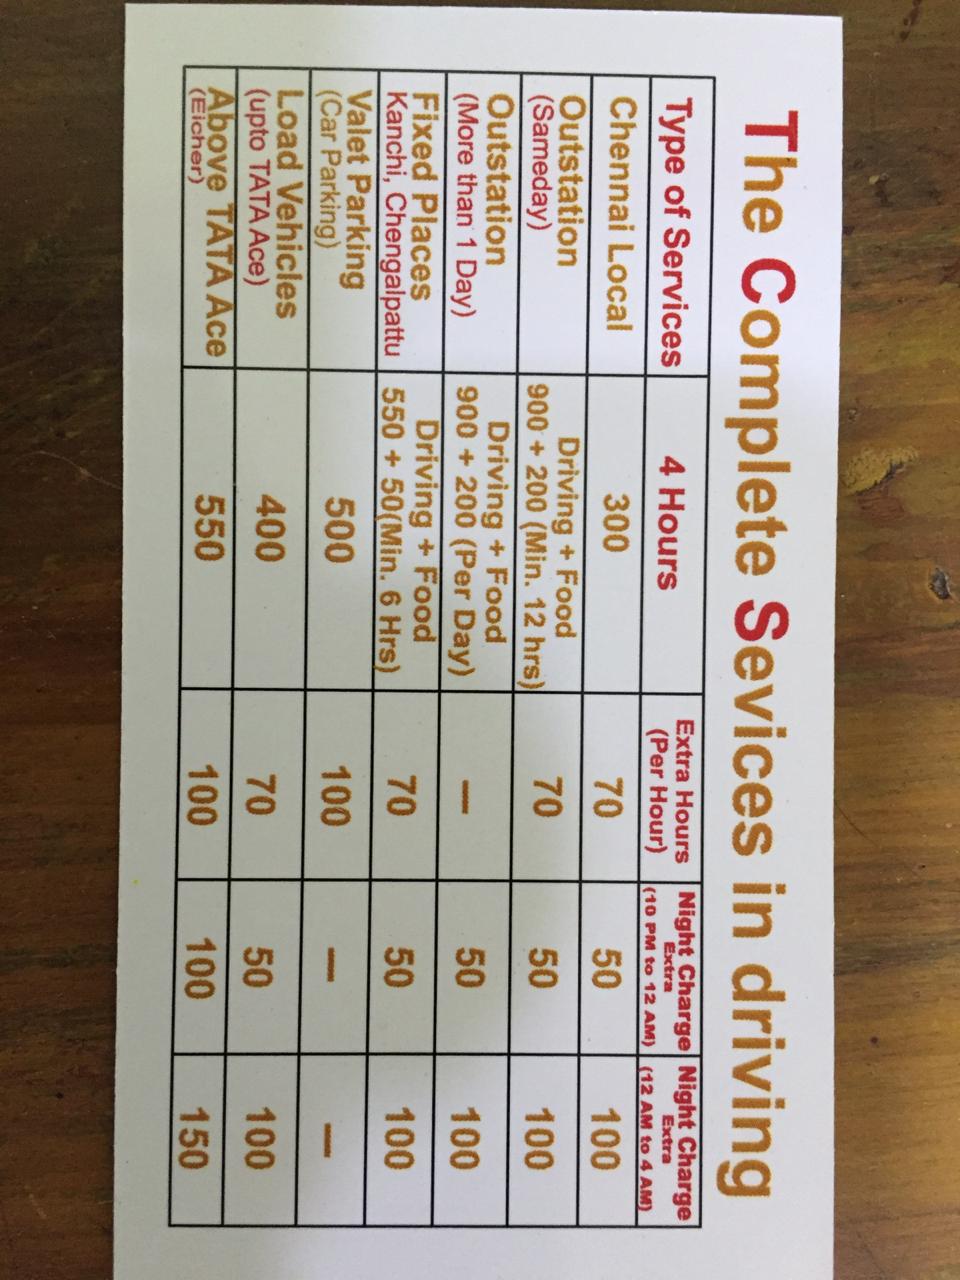 The Complete Sevices in driving
Type of Services 4 Hours Extra Hours (Per Hour) Night Charge Extra (10 PM to 12 AM) Night Charge Extra (12 AM to 4 AM)
Chennai Local 300 70 50 100
Outstation (Sameday) Driving + Food 900 + 200 (Min. 12 hrs) 70 50 100
Outstation (More than 1 Day) Driving + Food 900 + 200 (Per Day) — 50 100
Fixed Places Kanchi, Chengalpattu Driving + Food 550 + 50(Min. 6 Hrs) 70 50 100
Valet Parking (Car Parking) 500 100 — —
Load Vehicles (upto TATA Ace) 400 70 50 100
Above TATA Ace (Eicher) 550 100 100 150